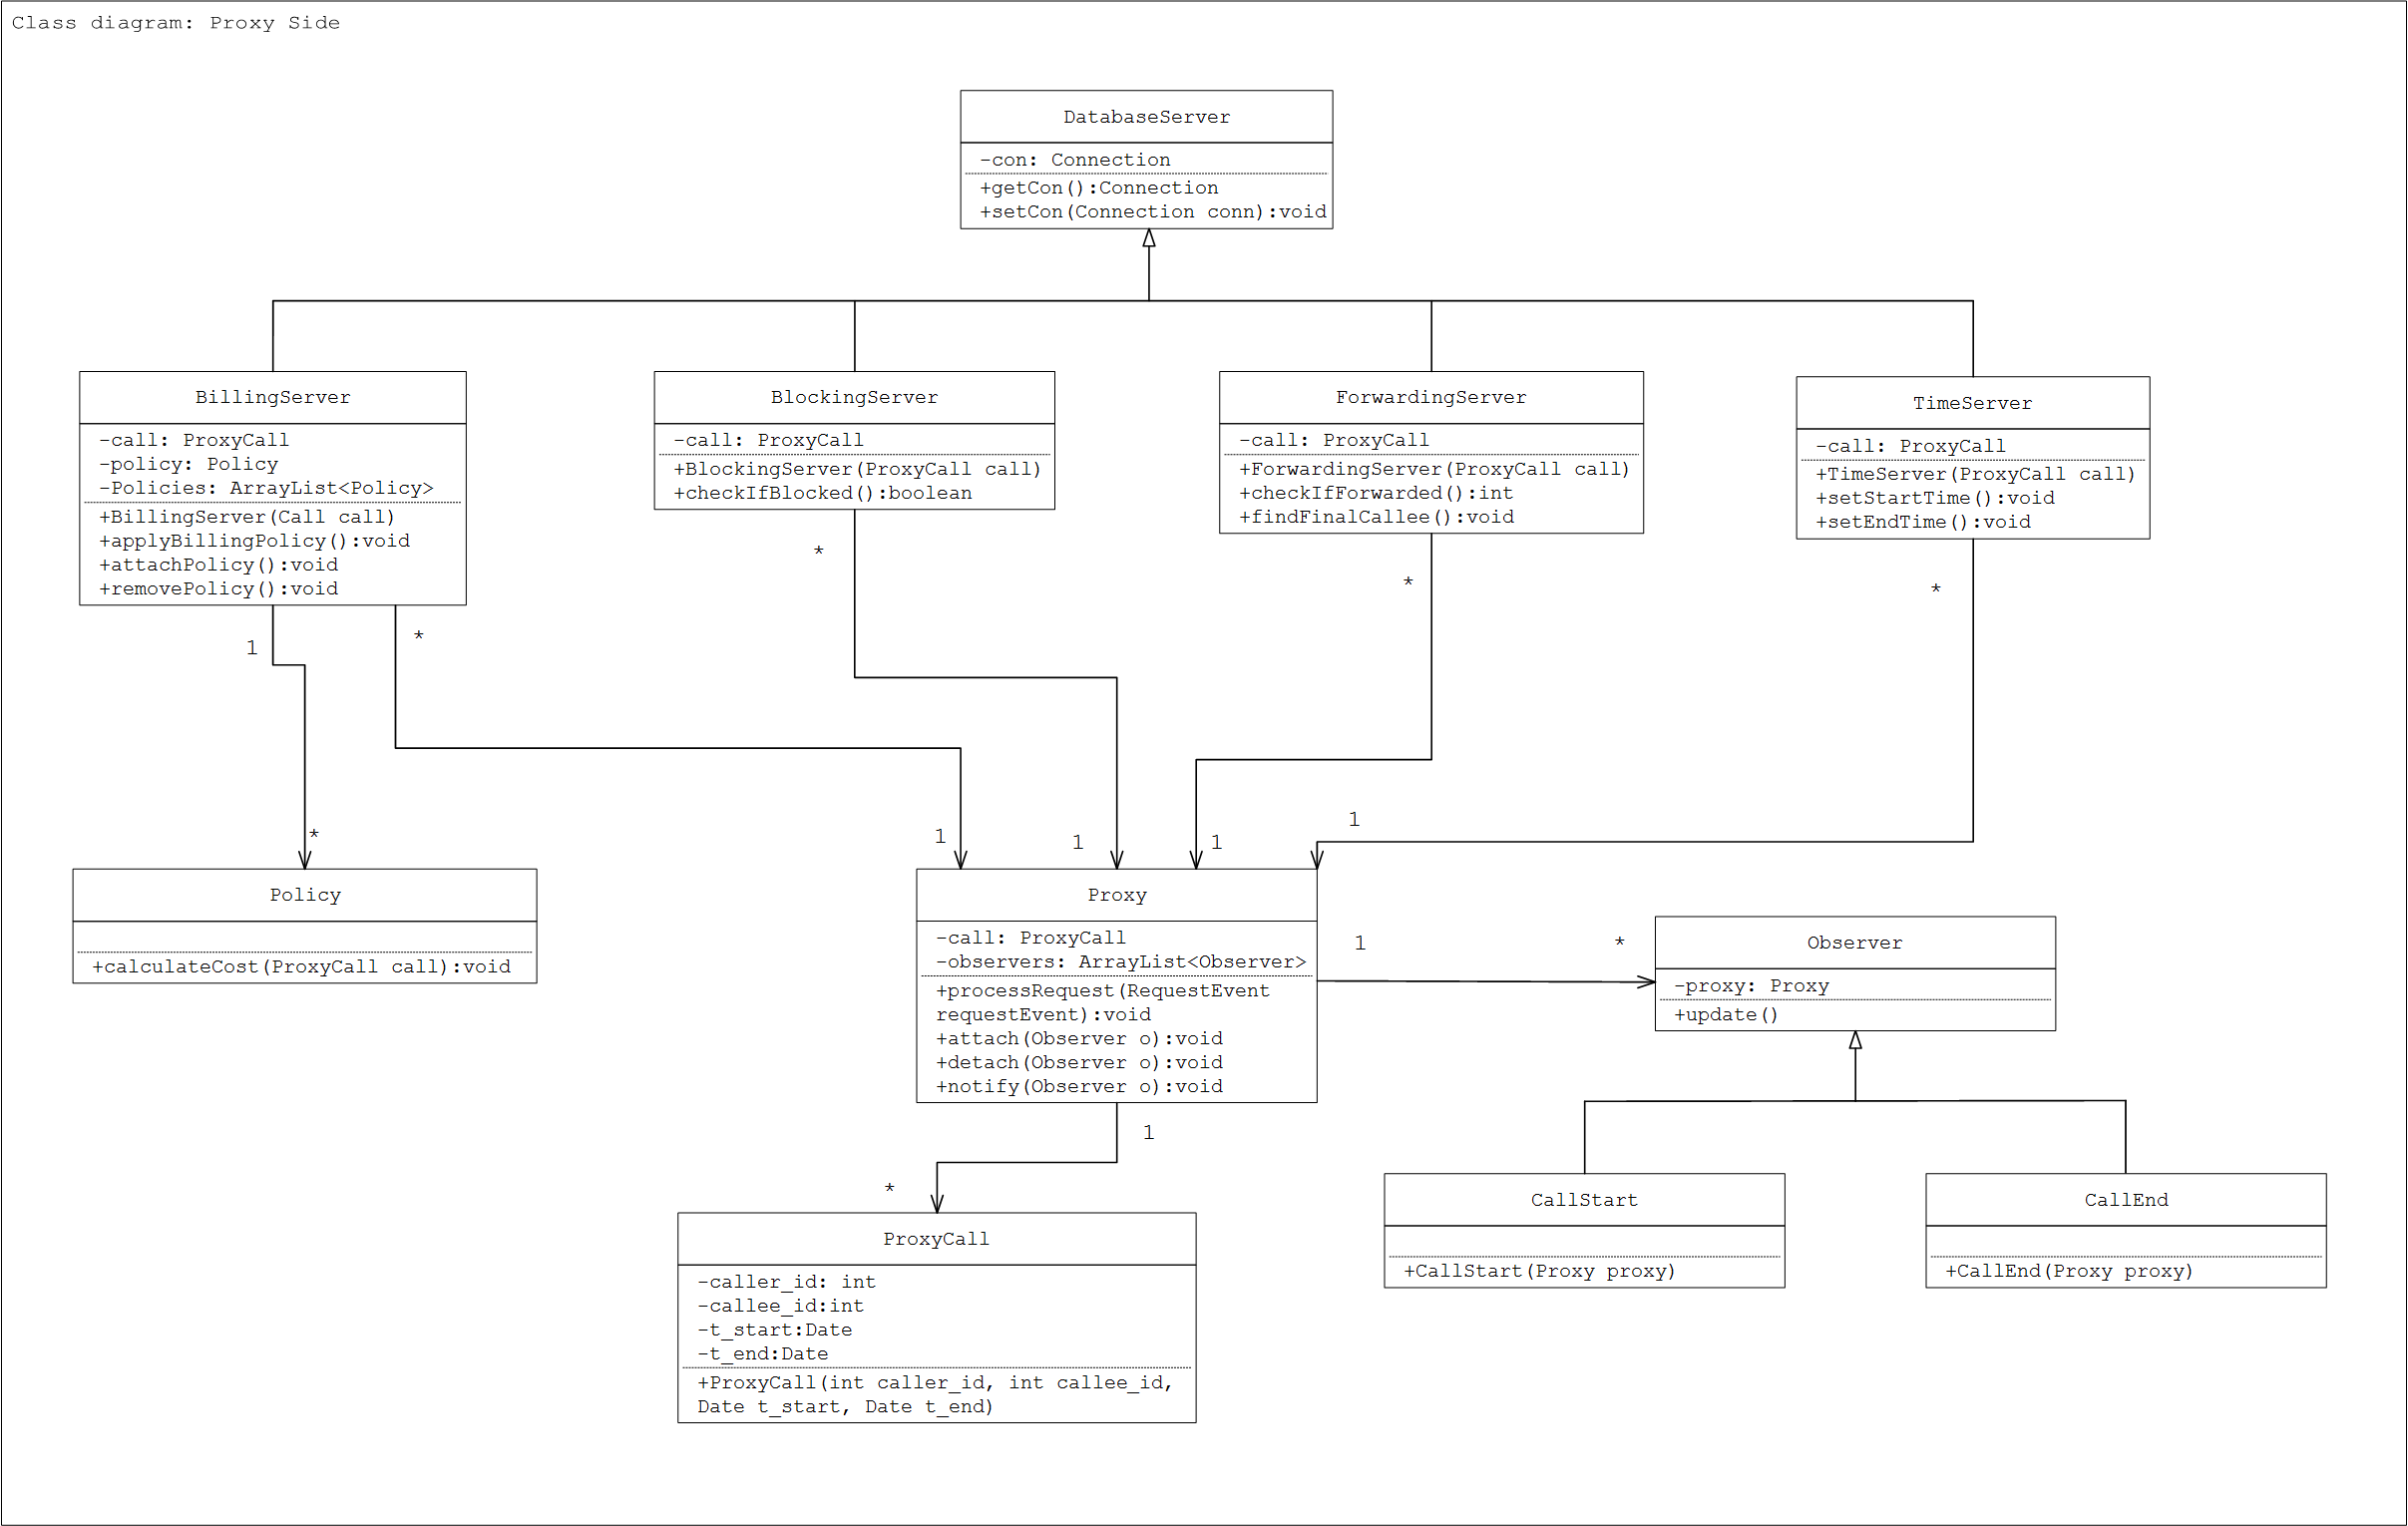 Class diagram: Proxy Side
DatabaseServer
-con: Connection
+getCon():Connection
+setCon(Connection conn):void
BillingServer
-call: ProxyCall
-policy: Policy
-Policies: ArrayList<Policy>
+BillingServer(Call call)
+applyBillingPolicy():void
+attachPolicy():void
+removePolicy():void
BlockingServer
-call: ProxyCall
+BlockingServer(ProxyCall call)
+checkIfBlocked():boolean
ForwardingServer
-call: ProxyCall
+ForwardingServer(ProxyCall call)
+checkIfForwarded():int
+findFinalCallee():void
TimeServer
-call: ProxyCall
+TimeServer(ProxyCall call)
+setStartTime():void
+setEndTime():void
*
*
*
1
*
*
1
1
1
1
Policy
+calculateCost(ProxyCall call):void
Proxy
-call: ProxyCall
-observers: ArrayList<Observer>
+processRequest(RequestEvent
requestEvent):void
+attach(Observer o):void
+detach(Observer o):void
+notify(Observer o):void
1
*
Observer
-proxy: Proxy
+update()
1
*
ProxyCall
-caller_id: int
-callee_id:int
-t_start:Date
-t_end:Date
+ProxyCall(int caller_id, int callee_id,
Date t_start, Date t_end)
CallStart
+CallStart(Proxy proxy)
CallEnd
+CallEnd(Proxy proxy)